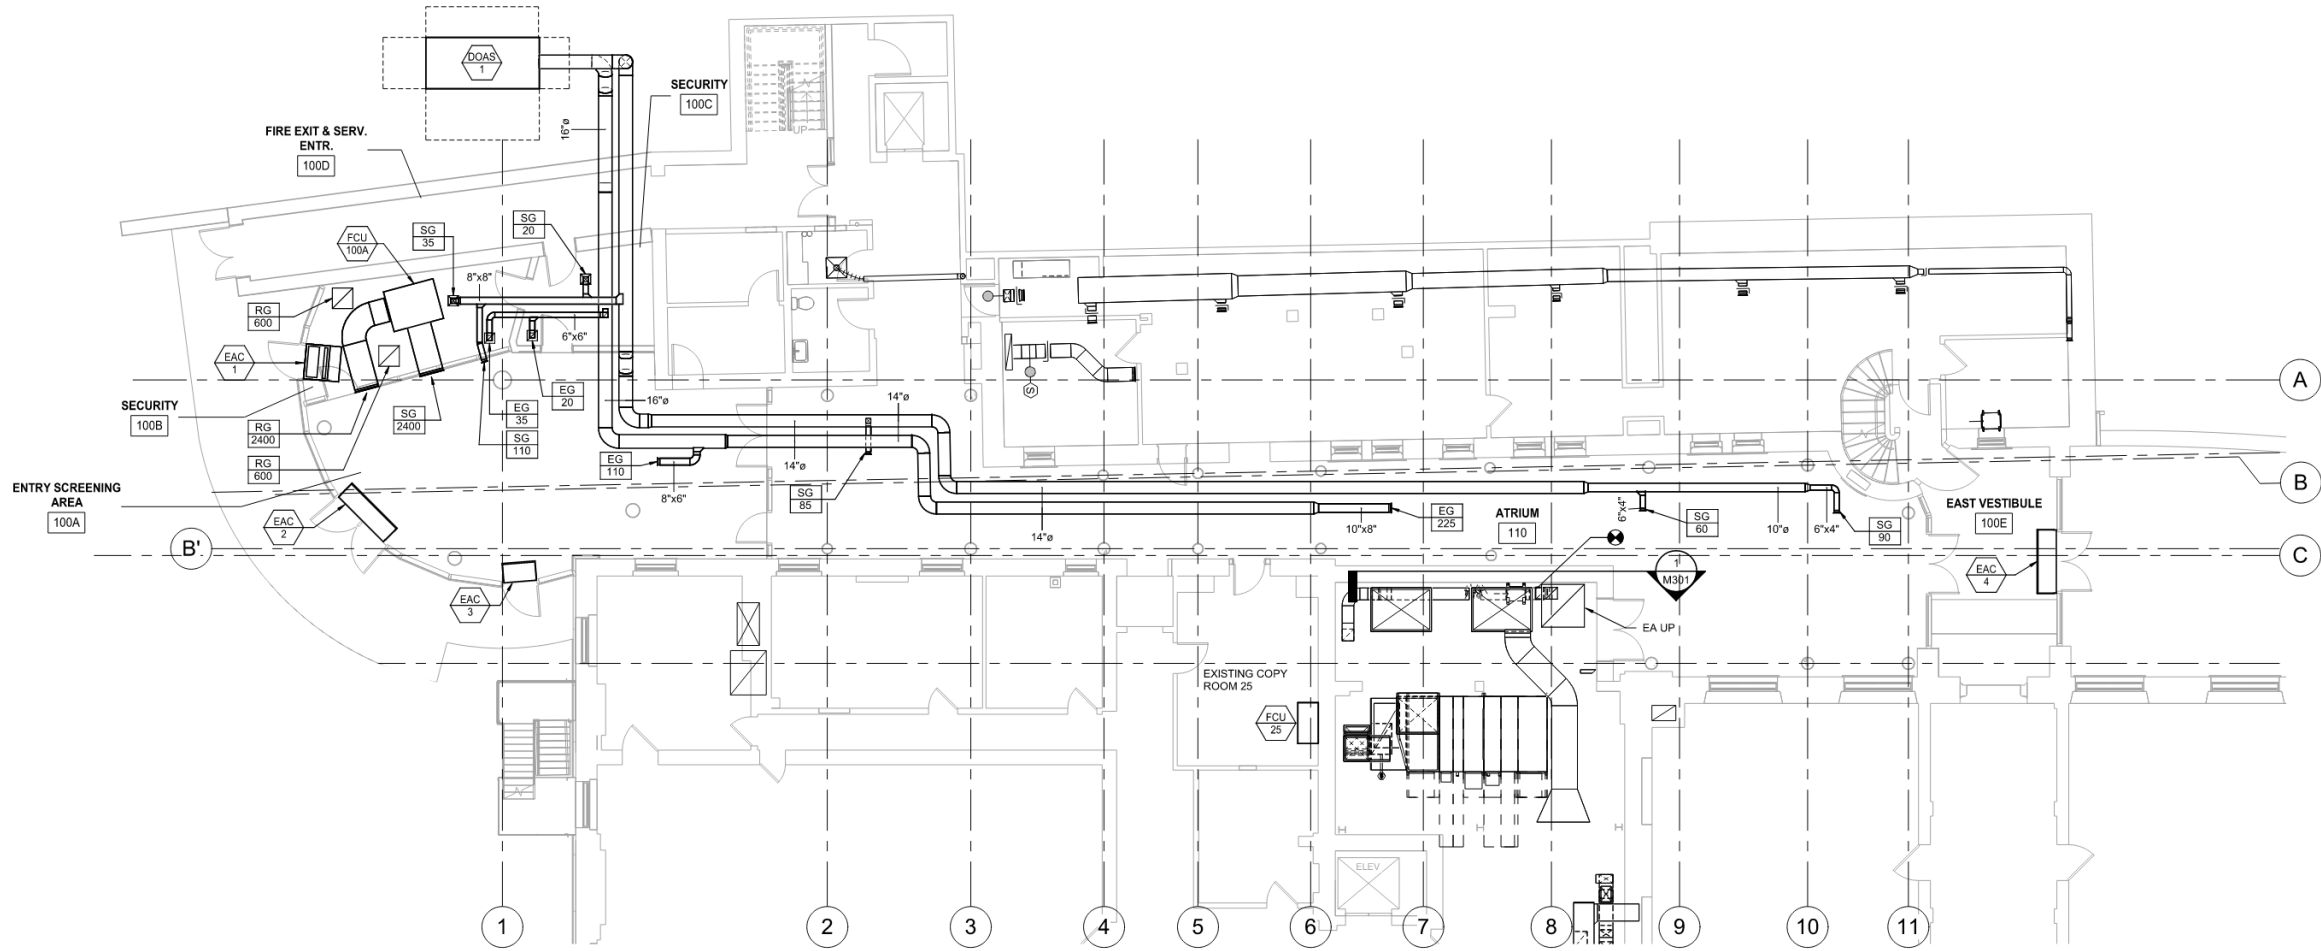 DOAS
1
SECURITY
100C
FIRE EXIT & SERV.
ENTR.
100D
16"ø
UP
SG
20
SG
35
FCU
100A
8"x8"
RG
600
6"x6"
EAC
1
A
SECURITY
100B
RG
2400
SG
2400
EG
35
EG
20
SG
110
16"ø
14"ø
S
RG
600
EG
110
14"ø
8"x6"
SG
85
B
ENTRY SCREENING
AREA
100A
EAC
2
B'
14"ø
10"x8"
EG
225
ATRIUM
110
6"x4"
SG
60
10"ø
6"x4"
SG
90
EAST VESTIBULE
100E
C
EAC
3
1
M301
EAC
4
EA UP
EXISTING COPY
ROOM 25
FCU
25
ELEV
1
2
3
4
5
6
7
8
9
10
11